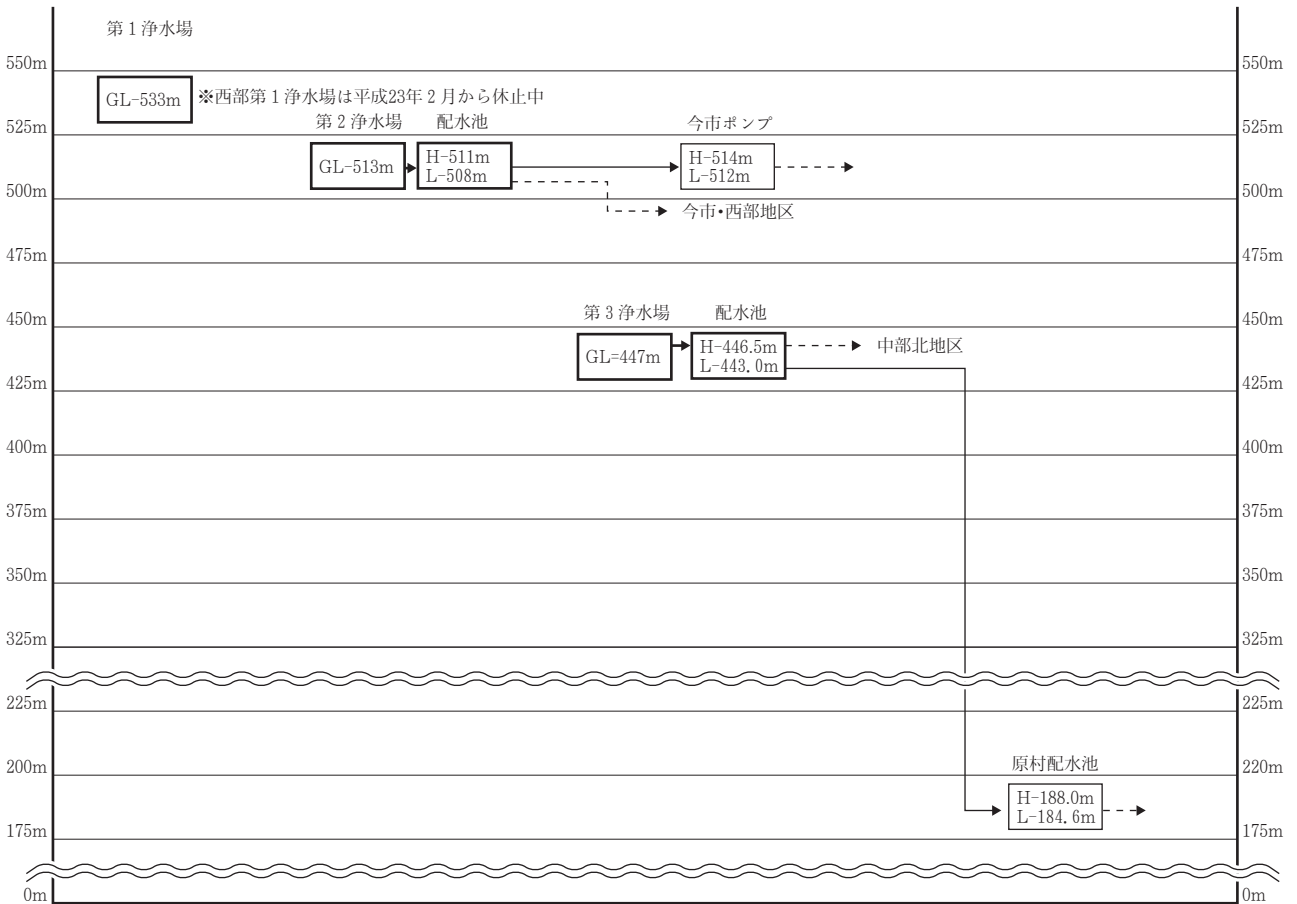 第1浄水場
550m
550m
GL-533m
※西部第1浄水場は平成23年2月から休止中
第2浄水場
配水池
今市ポンプ
525m
525m
GL-513m
H-511m
L-508m
H-514m
L-512m
500m
500m
今市・西部地区
475m
475m
第3浄水場
配水池
450m
450m
GL=447m
H-446.5m
L-443.0m
中部北地区
425m
425m
400m
400m
375m
375m
350m
350m
325m
325m
225m
225m
原村配水池
200m
220m
H-188.0m
L-184.6m
175m
175m
0m
0m